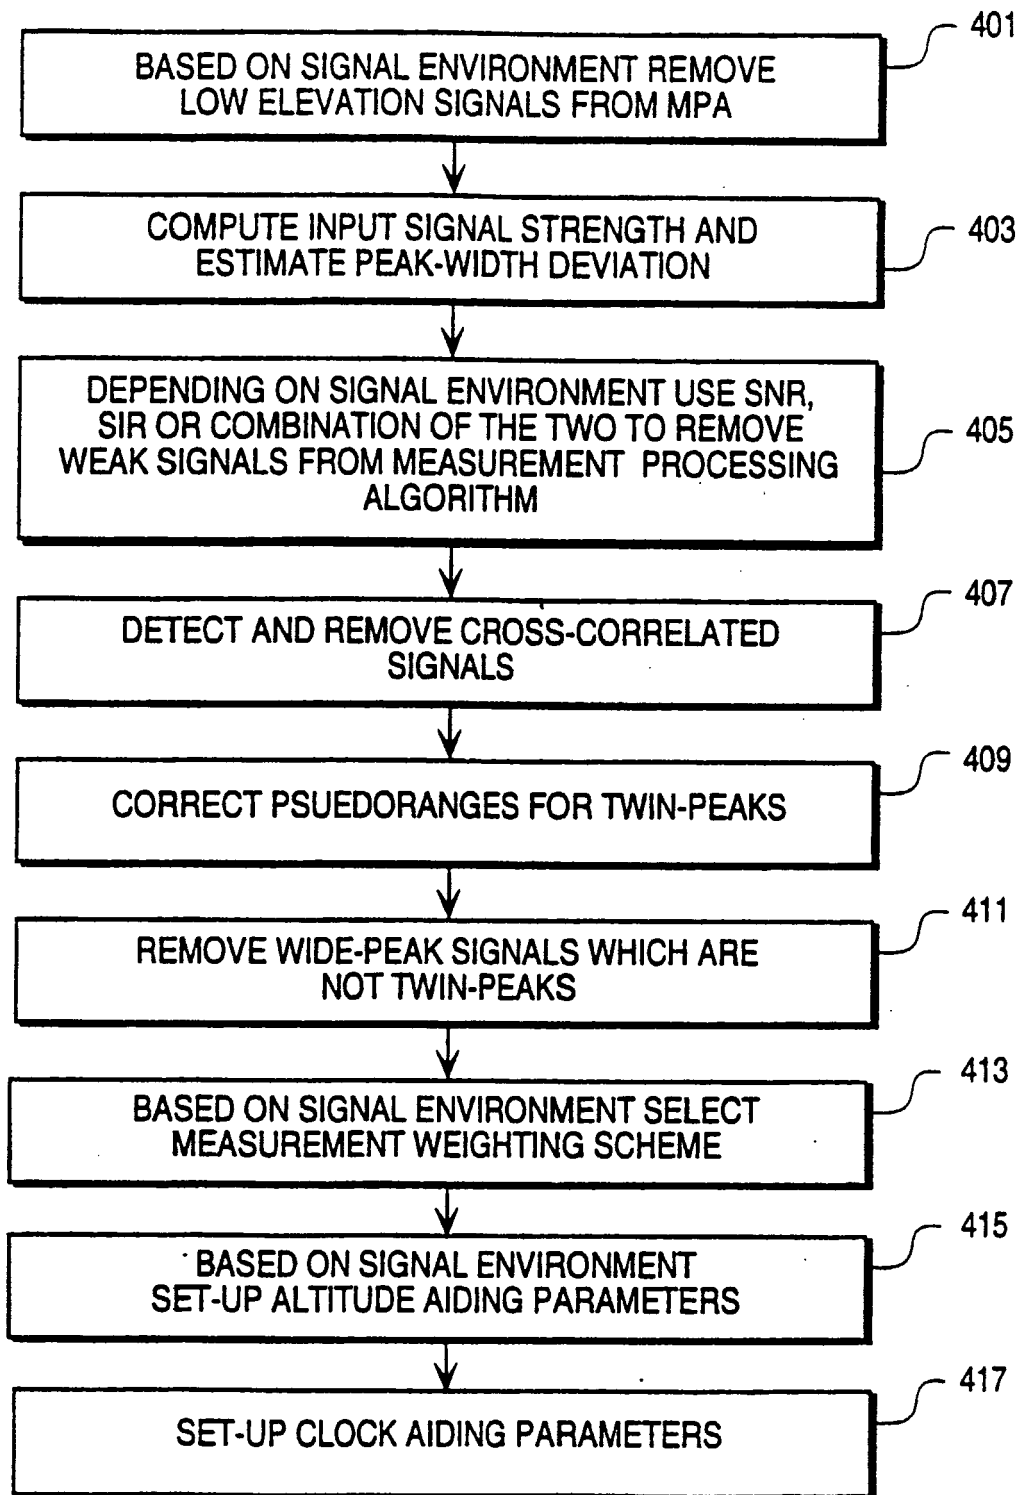 401
BASED ON SIGNAL ENVIRONMENT REMOVE
LOW ELEVATION SIGNALS FROM MPA
COMPUTE INPUT SIGNAL STRENGTH AND
ESTIMATE PEAK-WIDTH DEVIATION
403
DEPENDING ON SIGNAL ENVIRONMENT USE SNR,
SIR OR COMBINATION OF THE TWO TO REMOVE
WEAK SIGNALS FROM MEASUREMENT PROCESSING
ALGORITHM
405
407
DETECT AND REMOVE CROSS-CORRELATED
SIGNALS
409
CORRECT PSUEDORANGES FOR TWIN-PEAKS
411
REMOVE WIDE-PEAK SIGNALS WHICH ARE
NOT TWIN-PEAKS
413
BASED ON SIGNAL ENVIRONMENT SELECT
MEASUREMENT WEIGHTING SCHEME
415
BASED ON SIGNAL ENVIRONMENT
SET-UP ALTITUDE AIDING PARAMETERS
417
SET-UP CLOCK AIDING PARAMETERS